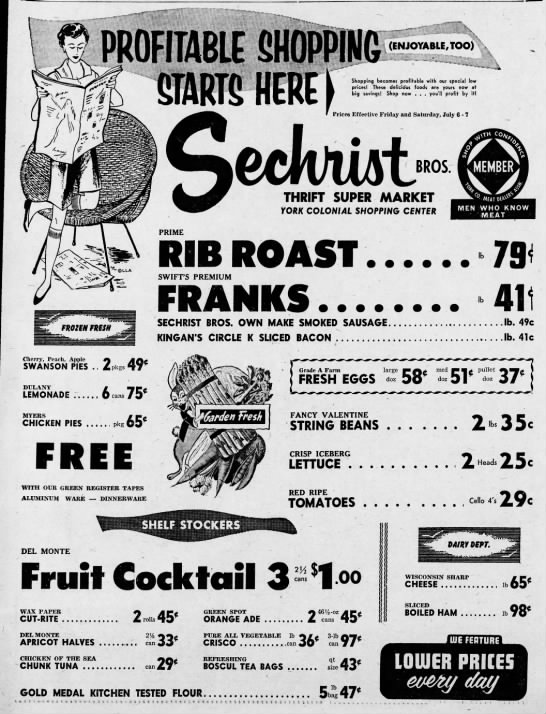 PROFITABLE SHOPPING (ENJOYABLE, TOO)
STARTS HERE
Shopping becomes profitable with our special low
prices! These delicious foods are yours now at
big savings! Shop now . . . you'll profit by it!
Prices Effective Friday and Saturday, July 6 - 7
Sechrist BROS.
THRIFT SUPER MARKET
YORK COLONIAL SHOPPING CENTER
SHOP WITH CONFIDENCE
MEMBER
YORK CO. MEAT DEALERS ASSN.
MEN WHO KNOW
MEAT
PRIME
RIB ROAST ...... lb 79¢
SWIFT'S PREMIUM
FRANKS ........ lb 41¢
SECHRIST BROS. OWN MAKE SMOKED SAUSAGE ........ lb. 49c
KINGAN'S CIRCLE K SLICED BACON ........ lb. 41c
FROZEN FRESH
Cherry, Peach, Apple
SWANSON PIES .. 2 pkgs 49¢
DULANY
LEMONADE ...... 6 cans 75¢
MYERS
CHICKEN PIES ...... pkg 65¢
FREE
WITH OUR GREEN REGISTER TAPES
ALUMINUM WARE — DINNERWARE
Garden Fresh
Grade A Farm
FRESH EGGS large doz 58¢ med doz 51¢ pullet doz 37¢
FANCY VALENTINE
STRING BEANS ........ 2 lbs 35c
CRISP ICEBERG
LETTUCE ........ 2 Heads 25c
RED RIPE
TOMATOES ........ Cello 4's 29c
SHELF STOCKERS
DEL MONTE
Fruit Cocktail 3 2½ cans $1.00
WAX PAPER
CUT-RITE ........ 2 rolls 45¢
DEL MONTE
APRICOT HALVES ...... 2½ can 33¢
CHICKEN OF THE SEA
CHUNK TUNA ........ can 29¢
GREEN SPOT
ORANGE ADE ........ 2 46½-oz cans 45¢
PURE ALL VEGETABLE
CRISCO ........ lb can 36¢ 3-lb can 97¢
REFRESHING
BOSCUL TEA BAGS ...... qt size 43¢
GOLD MEDAL KITCHEN TESTED FLOUR ........ 5 lb bag 47¢
DAIRY DEPT.
WISCONSIN SHARP
CHEESE ........ lb 65¢
SLICED
BOILED HAM ...... lb 98¢
WE FEATURE
LOWER PRICES
every day